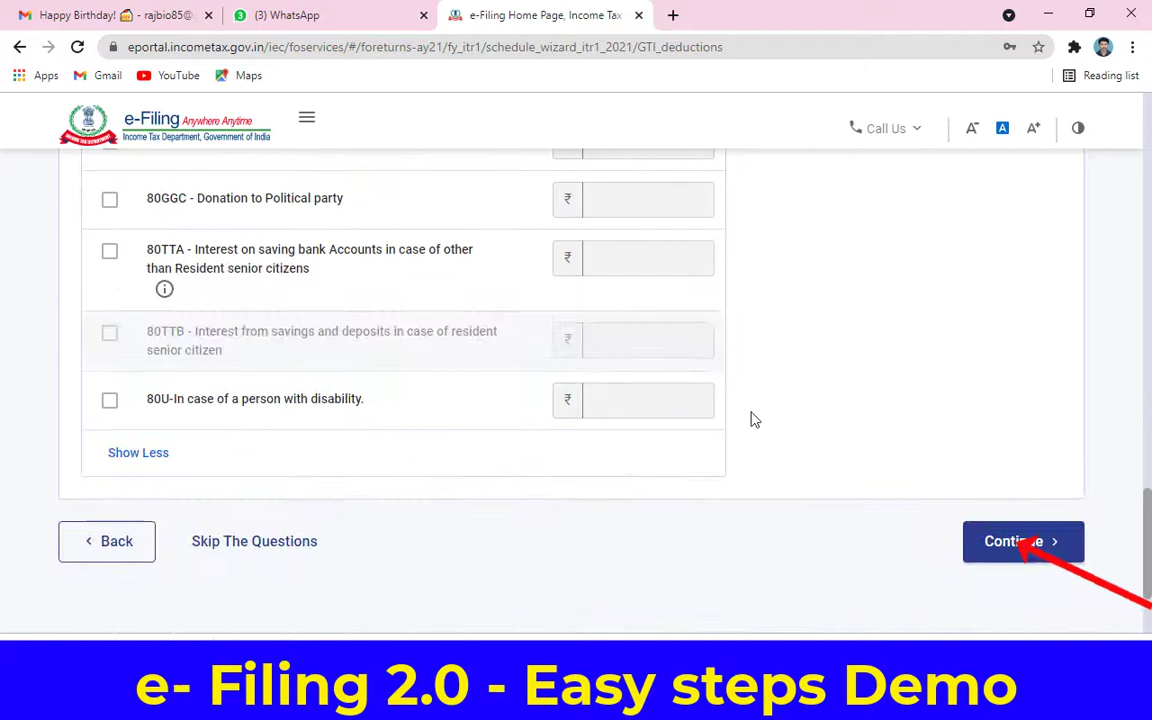 Happy Birthday! - rajbio85@
(3) WhatsApp
e-Filing Home Page, Income Tax
eportal.incometax.gov.in/iec/foservices/#/foreturns-ay21/fy_itr1/schedule_wizard_itr1_2021/GTI_deductions
Apps Gmail YouTube Maps Reading list
e-Filing Anywhere Anytime
Income Tax Department, Government of India
Call Us A- A A+
80GGC - Donation to Political party ₹
80TTA - Interest on saving bank Accounts in case of other ₹
than Resident senior citizens
80TTB - Interest from savings and deposits in case of resident ₹
senior citizen
80U-In case of a person with disability. ₹
Show Less
< Back Skip The Questions Continue >
e- Filing 2.0 - Easy steps Demo